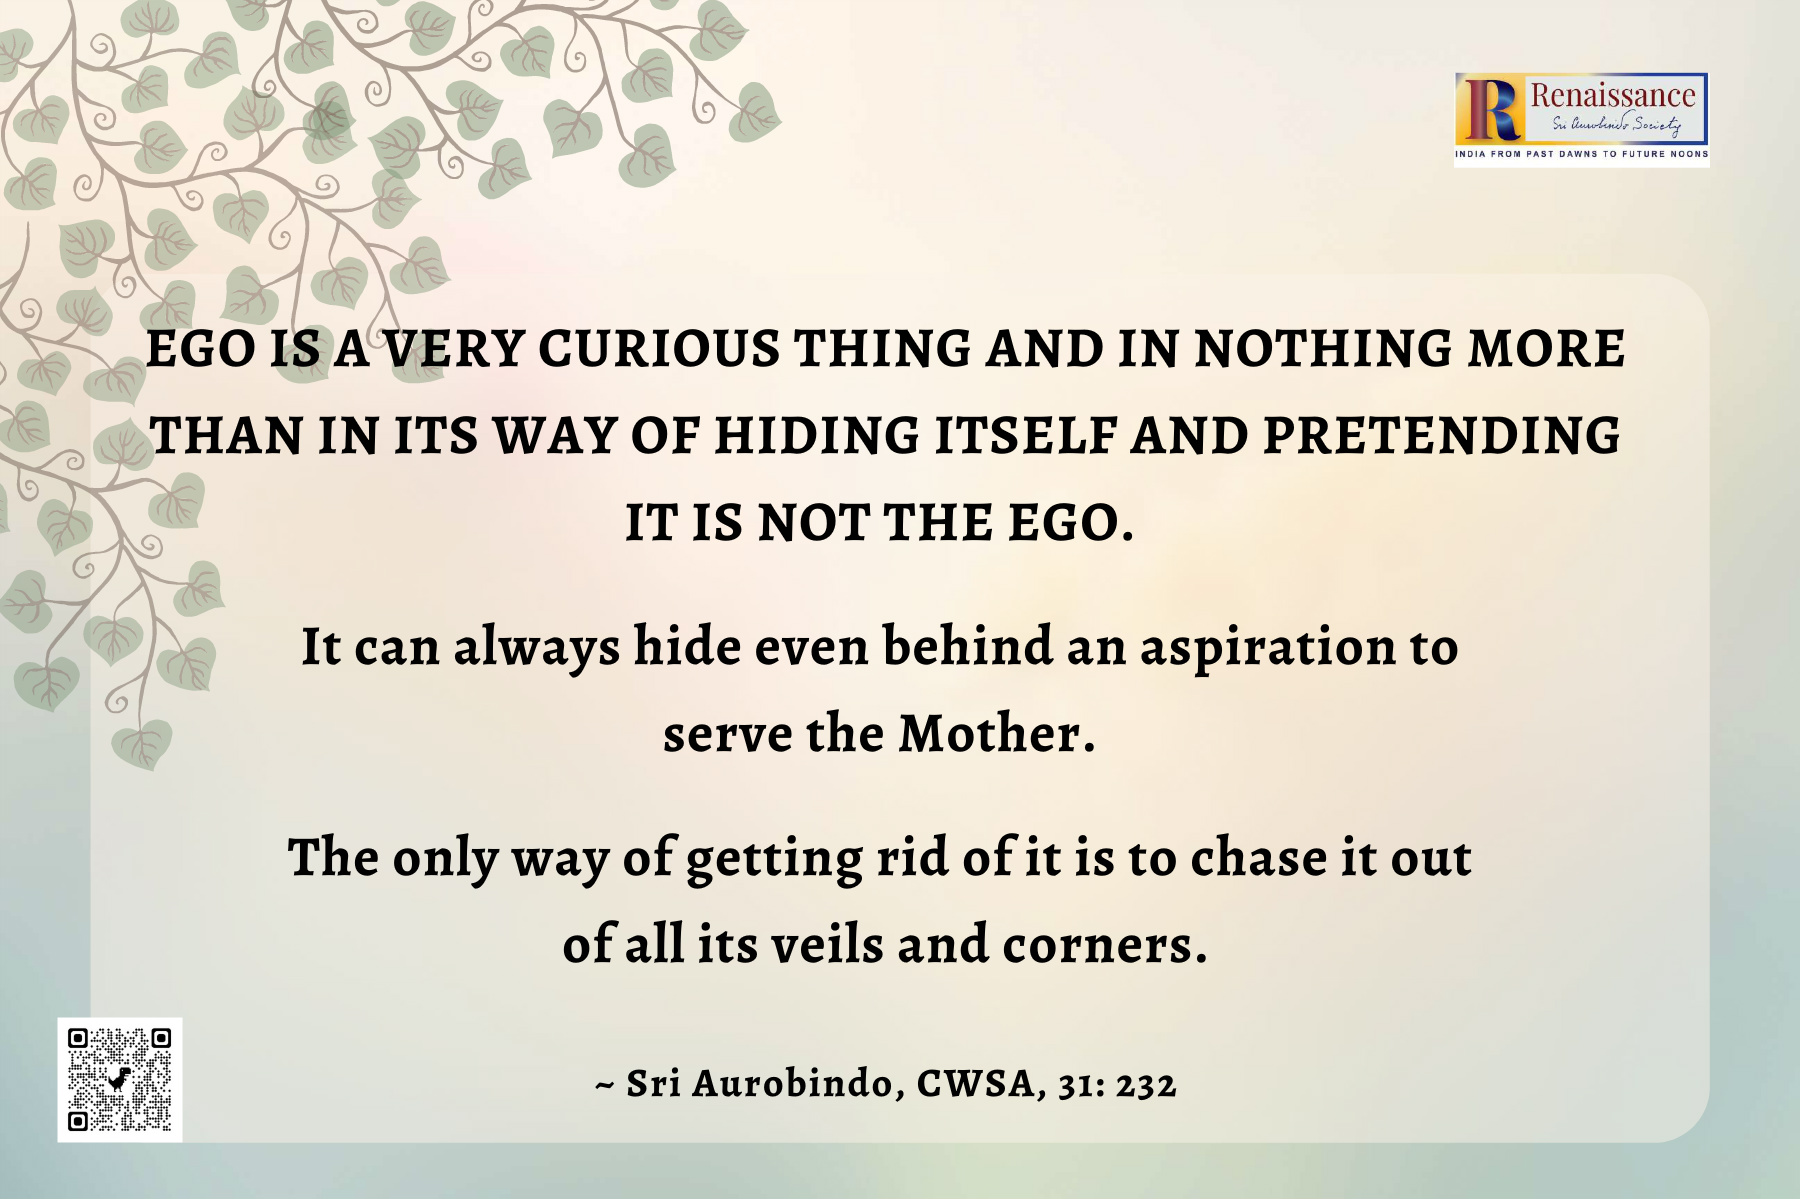 R Renaissance
Sri Aurobindo Society
INDIA FROM PAST DAWNS TO FUTURE NOONS
EGO IS A VERY CURIOUS THING AND IN NOTHING MORE
THAN IN ITS WAY OF HIDING ITSELF AND PRETENDING
IT IS NOT THE EGO.
It can always hide even behind an aspiration to
serve the Mother.
The only way of getting rid of it is to chase it out
of all its veils and corners.
~ Sri Aurobindo, CWSA, 31: 232